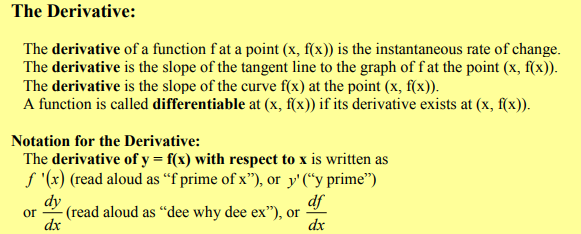 The Derivative:
The derivative of a function f at a point (x, f(x)) is the instantaneous rate of change.
The derivative is the slope of the tangent line to the graph of f at the point (x, f(x)).
The derivative is the slope of the curve f(x) at the point (x, f(x)).
A function is called differentiable at (x, f(x)) if its derivative exists at (x, f(x)).
Notation for the Derivative:
The derivative of y = f(x) with respect to x is written as
f '(x) (read aloud as “f prime of x”), or y' (“y prime”)
or dy/dx (read aloud as “dee why dee ex”), or df/dx